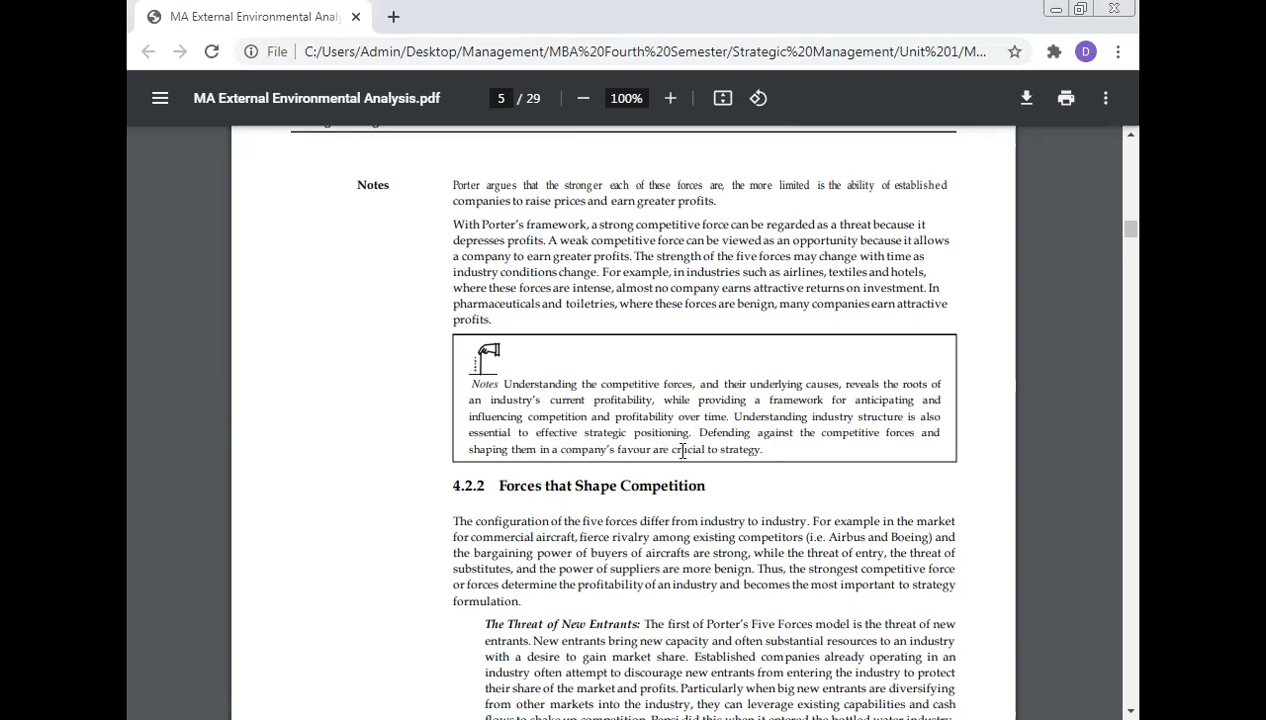 MA External Environmental Analy
File C:/Users/Admin/Desktop/Management/MBA%20Fourth%20Semester/Strategic%20Management/Unit%201/M...
D
MA External Environmental Analysis.pdf 5 / 29 100%
Notes
Porter argues that the stronger each of these forces are, the more limited is the ability of established
companies to raise prices and earn greater profits.
With Porter's framework, a strong competitive force can be regarded as a threat because it
depresses profits. A weak competitive force can be viewed as an opportunity because it allows
a company to earn greater profits. The strength of the five forces may change with time as
industry conditions change. For example, in industries such as airlines, textiles and hotels,
where these forces are intense, almost no company earns attractive returns on investment. In
pharmaceuticals and toiletries, where these forces are benign, many companies earn attractive
profits.
Notes Understanding the competitive forces, and their underlying causes, reveals the roots of
an industry's current profitability, while providing a framework for anticipating and
influencing competition and profitability over time. Understanding industry structure is also
essential to effective strategic positioning. Defending against the competitive forces and
shaping them in a company's favour are crucial to strategy.
4.2.2 Forces that Shape Competition
The configuration of the five forces differ from industry to industry. For example in the market
for commercial aircraft, fierce rivalry among existing competitors (i.e. Airbus and Boeing) and
the bargaining power of buyers of aircrafts are strong, while the threat of entry, the threat of
substitutes, and the power of suppliers are more benign. Thus, the strongest competitive force
or forces determine the profitability of an industry and becomes the most important to strategy
formulation.
The Threat of New Entrants: The first of Porter's Five Forces model is the threat of new
entrants. New entrants bring new capacity and often substantial resources to an industry
with a desire to gain market share. Established companies already operating in an
industry often attempt to discourage new entrants from entering the industry to protect
their share of the market and profits. Particularly when big new entrants are diversifying
from other markets into the industry, they can leverage existing capabilities and cash
flows to shake up competition. Pepsi did this when it entered the bottled water industry